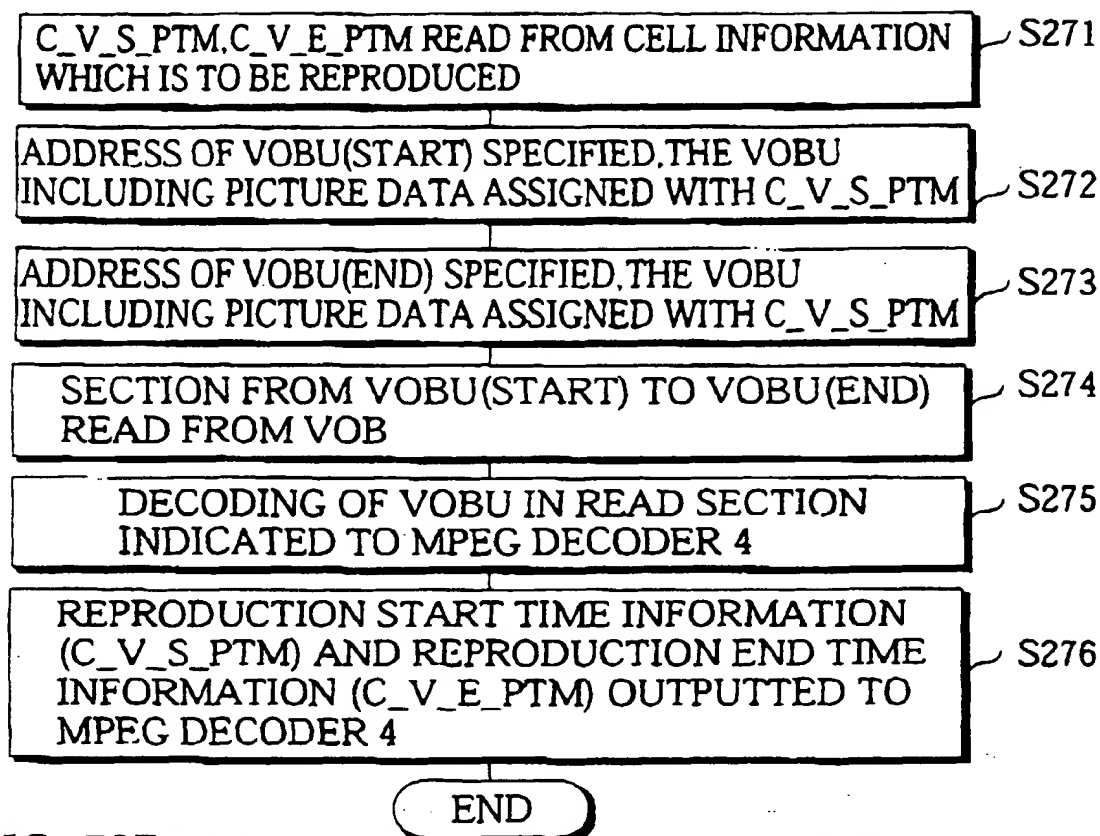 C_V_S_PTM,C_V_E_PTM READ FROM CELL INFORMATION
WHICH IS TO BE REPRODUCED
S271
ADDRESS OF VOBU(START) SPECIFIED,THE VOBU
INCLUDING PICTURE DATA ASSIGNED WITH C_V_S_PTM
S272
ADDRESS OF VOBU(END) SPECIFIED,THE VOBU
INCLUDING PICTURE DATA ASSIGNED WITH C_V_S_PTM
S273
SECTION FROM VOBU(START) TO VOBU(END)
READ FROM VOB
S274
DECODING OF VOBU IN READ SECTION
INDICATED TO MPEG DECODER 4
S275
REPRODUCTION START TIME INFORMATION
(C_V_S_PTM) AND REPRODUCTION END TIME
INFORMATION (C_V_E_PTM) OUTPUTTED TO
MPEG DECODER 4
S276
END